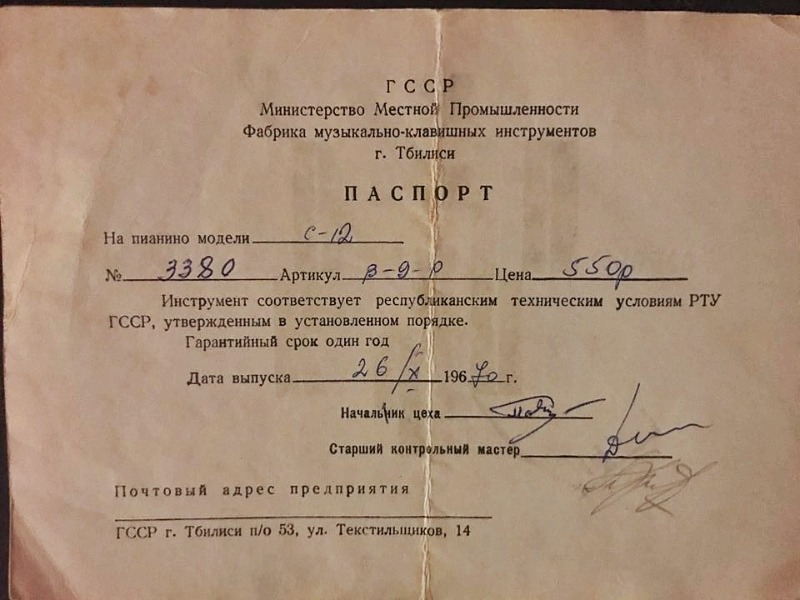 ГССР
Министерство Местной Промышленности
Фабрика музыкально-клавишных инструментов
г. Тбилиси
ПАСПОРТ
На пианино модели С-12
№ 3380 Артикул в-9-р Цена 550р
Инструмент соответствует республиканским техническим условиям РТУ
ГССР, утвержденным в установленном порядке.
Гарантийный срок один год
Дата выпуска 26/X 196 70 г.
Начальник цеха
Старший контрольный мастер
Почтовый адрес предприятия
ГССР г. Тбилиси п/о 53, ул. Текстильщиков, 14